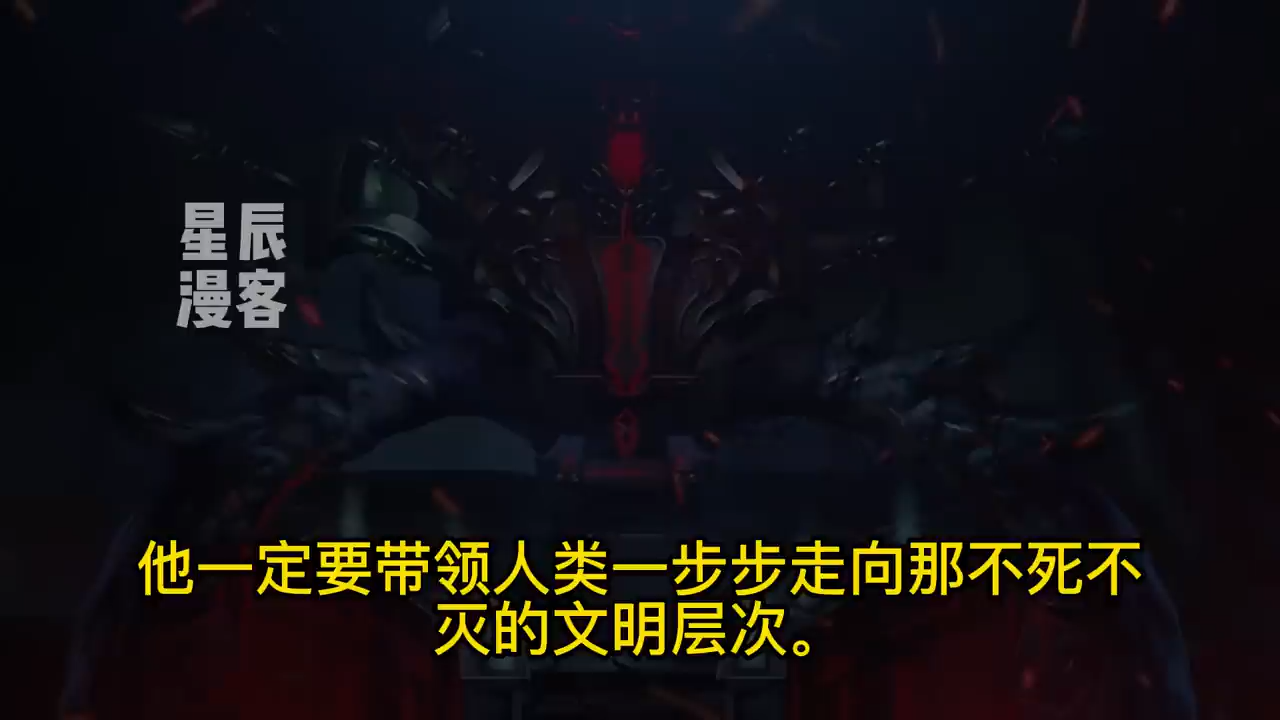 星辰
漫客
他一定要带领人类一步步走向那不死不
灭的文明层次。